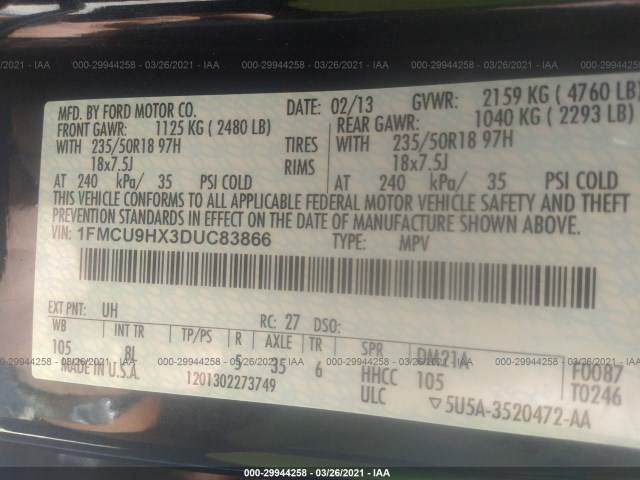 000-29944258 - 03/26/2021 - IAA
MFD. BY FORD MOTOR CO. DATE: 02/13 GVWR: 2159 KG ( 4760 LB)
FRONT GAWR: 1125 KG ( 2480 LB) REAR GAWR: 1040 KG ( 2293 LB)
WITH 235/50R18 97H TIRES WITH 235/50R18 97H
18x7.5J RIMS 18x7.5J
AT 240 kPa/ 35 PSI COLD AT 240 kPa/ 35 PSI COLD
THIS VEHICLE CONFORMS TO ALL APPLICABLE FEDERAL MOTOR VEHICLE SAFETY AND THEFT
PREVENTION STANDARDS IN EFFECT ON THE DATE OF MANUFACTURE SHOWN ABOVE.
VIN: 1FMCU9HX3DUC83866 TYPE: MPV
EXT PNT: UH RC: 27 DSO:
WB INT TR TP/PS R AXLE TR SPR
105 8L 5 35 6 DM21A F0087
000-29944258 - 03/26/2021 - IAA
MADE IN U.S.A. 1201302273749 HHCC 105 T0246
ULC 5U5A-3520472-AA
000-29944258 - 03/26/2021 - IAA